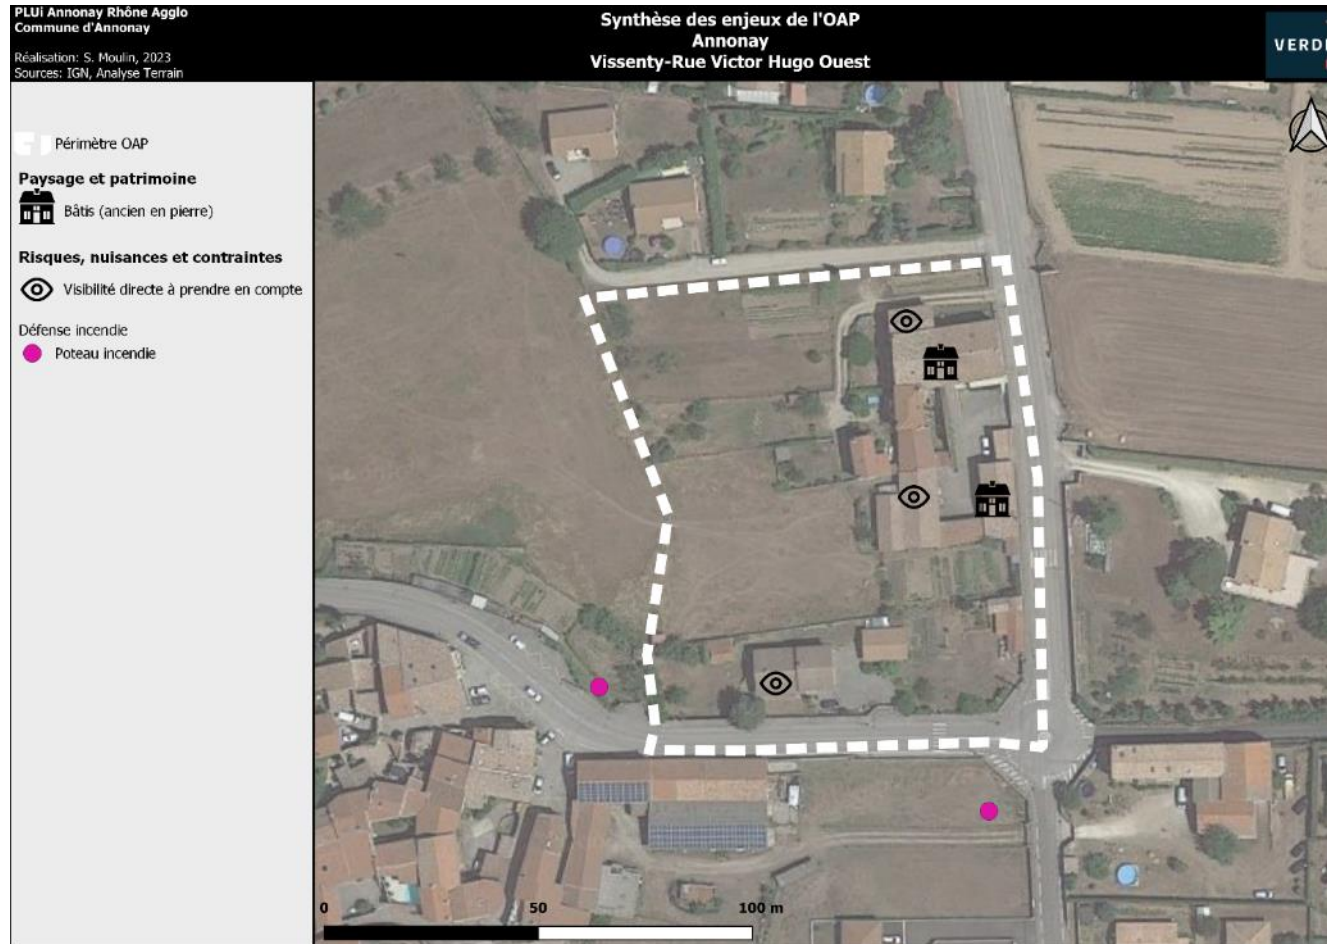 PLUi Annonay Rhône Agglo
Commune d'Annonay
Réalisation: S. Moulin, 2023
Sources: IGN, Analyse Terrain
Synthèse des enjeux de l'OAP
Annonay
Vissenty-Rue Victor Hugo Ouest
VERD
Périmètre OAP
Paysage et patrimoine
Bâtis (ancien en pierre)
Risques, nuisances et contraintes
Visibilité directe à prendre en compte
Défense incendie
Poteau incendie
0 50 100 m